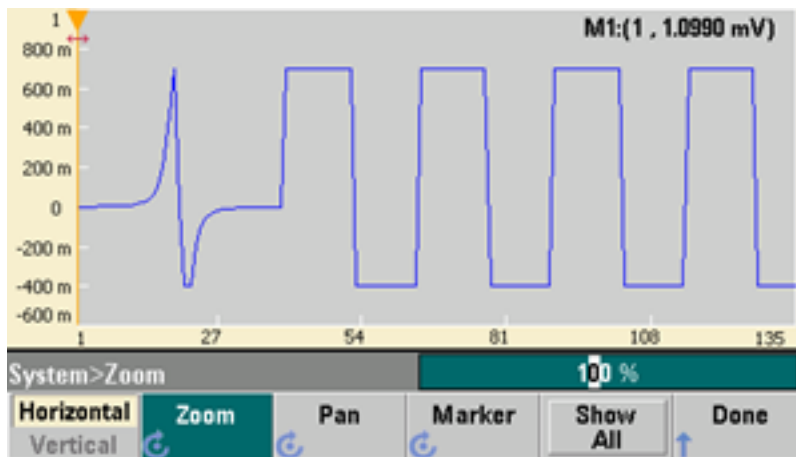 1
M1:(1 , 1.0990 mV)
800 m
600 m
400 m
200 m
0
-200 m
-400 m
-600 m
1 27 54 81 108 135
System>Zoom
100 %
Horizontal
Vertical
Zoom
Pan
Marker
Show
All
Done